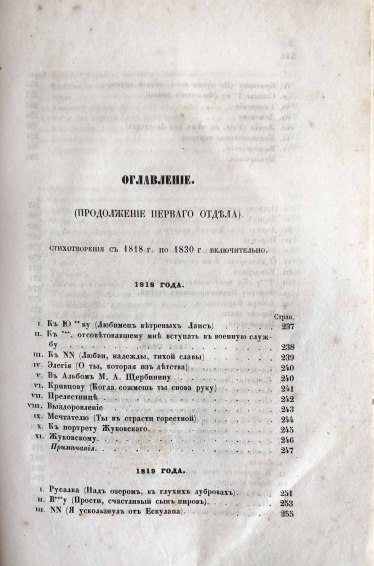 ОГЛАВЛЕНІЕ.
(ПРОДОЛЖЕНІЕ ПЕРВАГО ОТДѢЛА)
СТИХОТВОРЕНІЯ СЪ 1818 Г. ПО 1830 Г. ВКЛЮЧИТЕЛЬНО.
1818 ГОДА.
Стран.
I. Къ Ю**ву (Любимецъ вѣтреныхъ Лаисъ) . . . . . 237
II. Къ ***, отсовѣтовавшему мнѣ вступать въ военную служ-
бу . . . . . 238
III. Къ NN (Любви, надежды, тихой славы) . . . . . 239
IV. Элегія (О ты, которая изъ дѣтства) . . . . . 240
V. Въ Альбомъ М. А. Щербинину. . . . . 240
VI. Кривцову (Когда сожмешь ты снова руку) . . . . . 241
VII. Прелестницѣ . . . . . 242
VIII. Выздоровленіе . . . . . 243
IX. Мечтателю (Ты въ страсти горестной) . . . . . 244
X. Къ портрету Жуковскаго. . . . . 245
XI. Жуковскому. . . . . 246
Примѣчанія. . . . . 247
1819 ГОДА.
I. Русалка (Надъ озеромъ, въ глухихъ дубровахъ). . . . . 251
II. В***у (Прости, счастливый сынъ пировъ). . . . . 253
III. NN (Я ускользнулъ отъ Ескулапа). . . . . 255